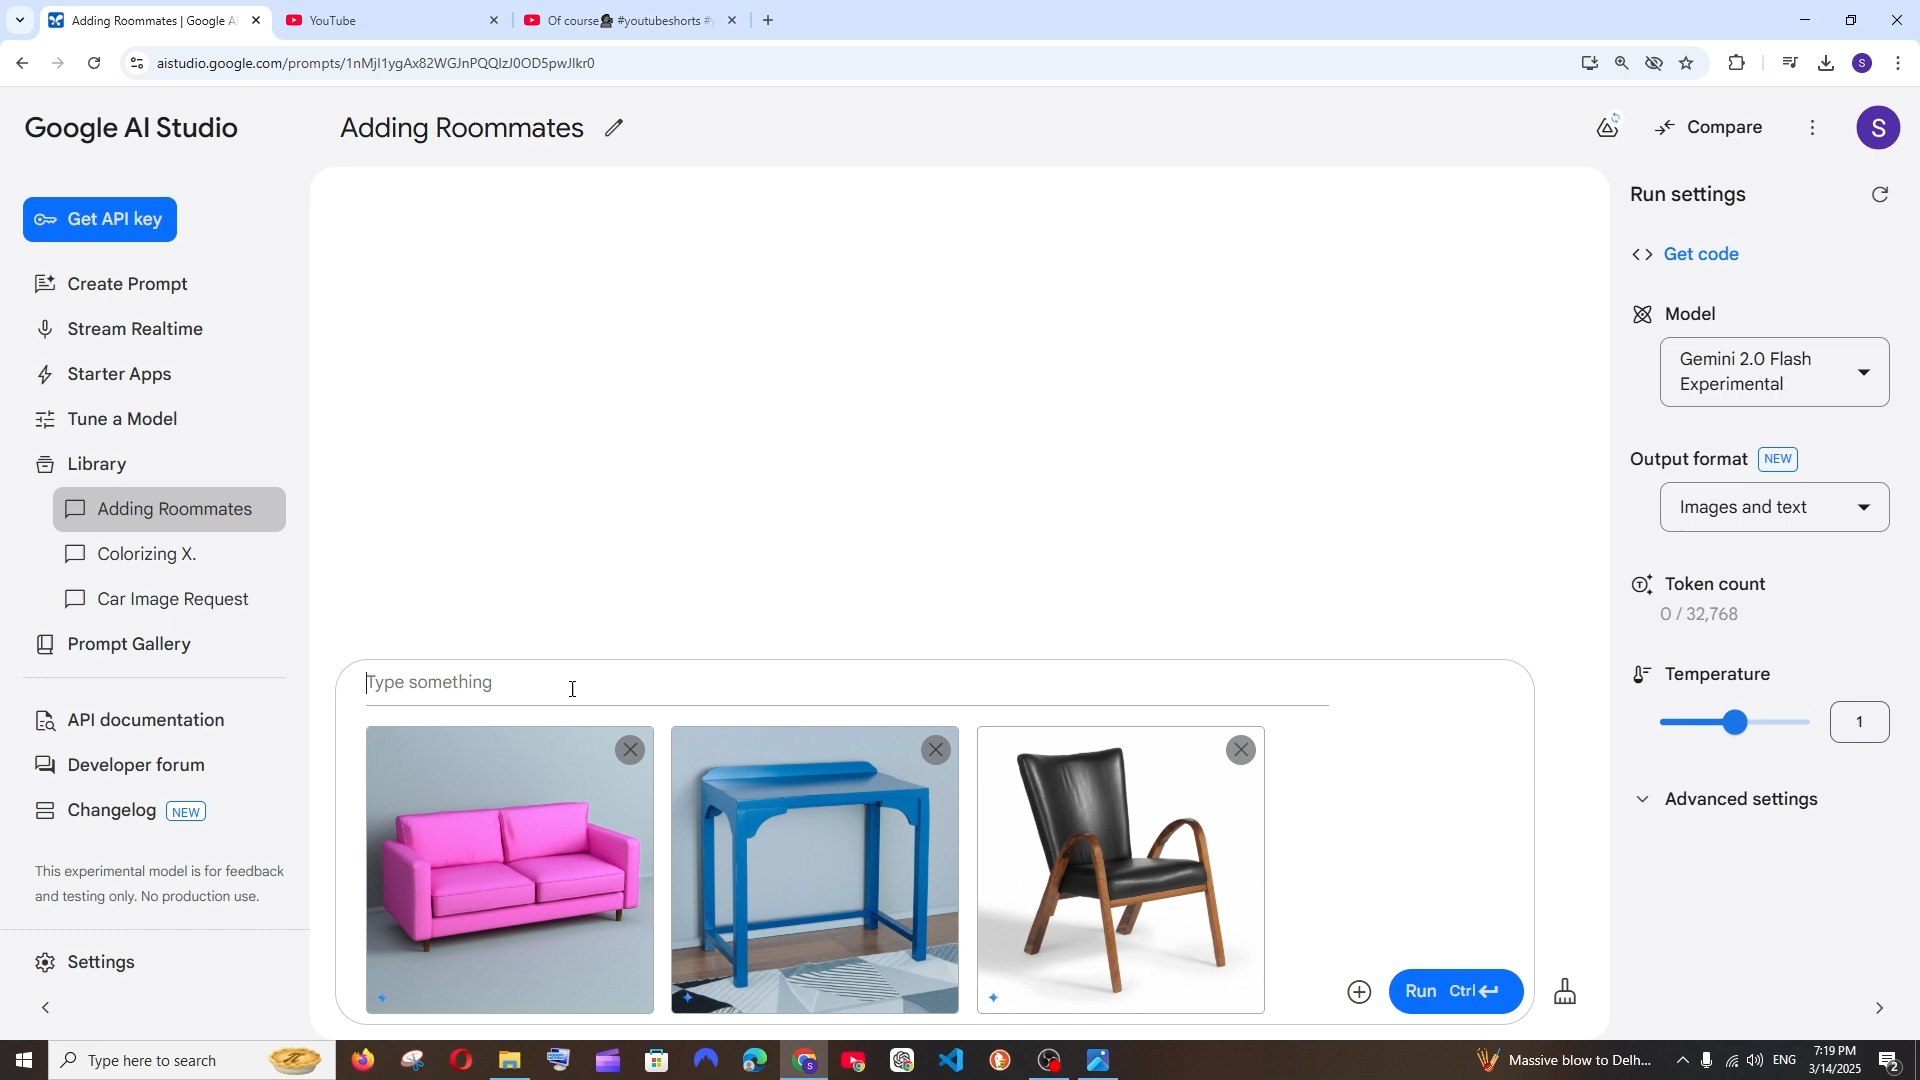 Adding Roommates | Google A
YouTube
Of course #youtubeshorts #
aistudio.google.com/prompts/1nMjI1ygAx82WGJnPQQIzJ0OD5pwJIkr0
S
Google AI Studio
Adding Roommates
Compare
S
Get API key
Create Prompt
Stream Realtime
Starter Apps
Tune a Model
Library
Adding Roommates
Colorizing X.
Car Image Request
Prompt Gallery
API documentation
Developer forum
Changelog NEW
This experimental model is for feedback
and testing only. No production use.
Settings
Type something
Run Ctrl
Run settings
Get code
Model
Gemini 2.0 Flash
Experimental
Output format NEW
Images and text
Token count
0 / 32,768
Temperature
1
Advanced settings
Type here to search
Massive blow to Delh...
ENG
7:19 PM
3/14/2025
2